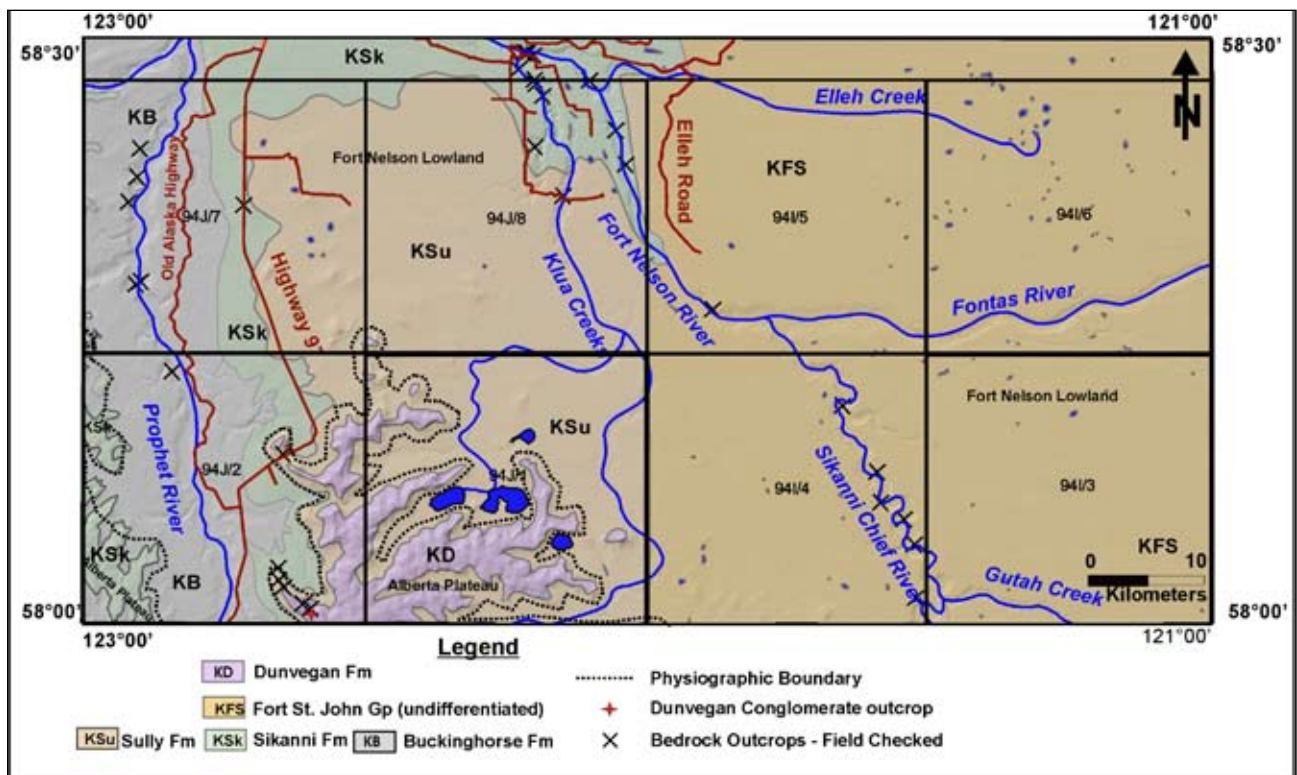 123°00'
121°00'
58°30'
58°30'
KSk
KB
Elleh Creek
N
Fort Nelson Lowland
KFS
Old Alaska Highway
Elleh Road
94J/7
94J/8
94I/5
94I/6
KSu
Fort Nelson River
Klua Creeks
Highway 97
Fontas River
KSk
Fort Nelson Lowland
KSk
KSu
Prophet River
94J/2
94J/1
94I/4
94I/3
Sikanni Chief River
KSk
KB
KD
Alberta Plateau
Alberta Plateau
KFS
0 10
Kilometers
Gutah Creek
58°00'
58°00'
123°00'
121°00'
Legend
KD Dunvegan Fm
Physiographic Boundary
KFS Fort St. John Gp (undifferentiated)
Dunvegan Conglomerate outcrop
KSu Sully Fm KSk Sikanni Fm KB Buckinghorse Fm
Bedrock Outcrops - Field Checked